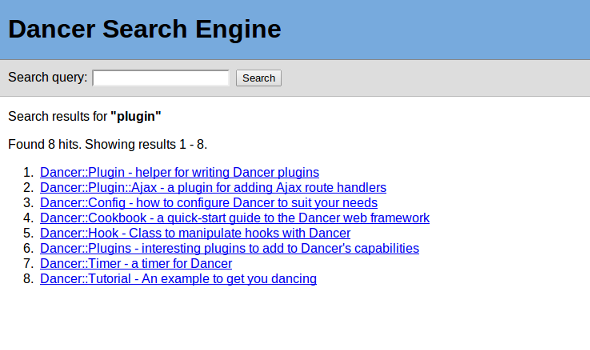 Dancer Search Engine
Search query: Search
Search results for "plugin"
Found 8 hits. Showing results 1 - 8.
1. Dancer::Plugin - helper for writing Dancer plugins
2. Dancer::Plugin::Ajax - a plugin for adding Ajax route handlers
3. Dancer::Config - how to configure Dancer to suit your needs
4. Dancer::Cookbook - a quick-start guide to the Dancer web framework
5. Dancer::Hook - Class to manipulate hooks with Dancer
6. Dancer::Plugins - interesting plugins to add to Dancer's capabilities
7. Dancer::Timer - a timer for Dancer
8. Dancer::Tutorial - An example to get you dancing